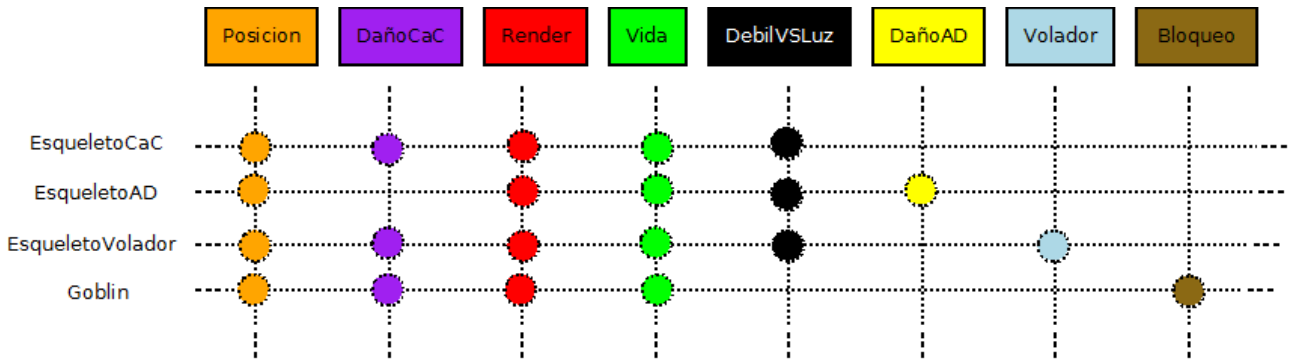 Posicion DañoCaC Render Vida DebilVSLuz DañoAD Volador Bloqueo
EsqueletoCaC
EsqueletoAD
EsqueletoVolador
Goblin